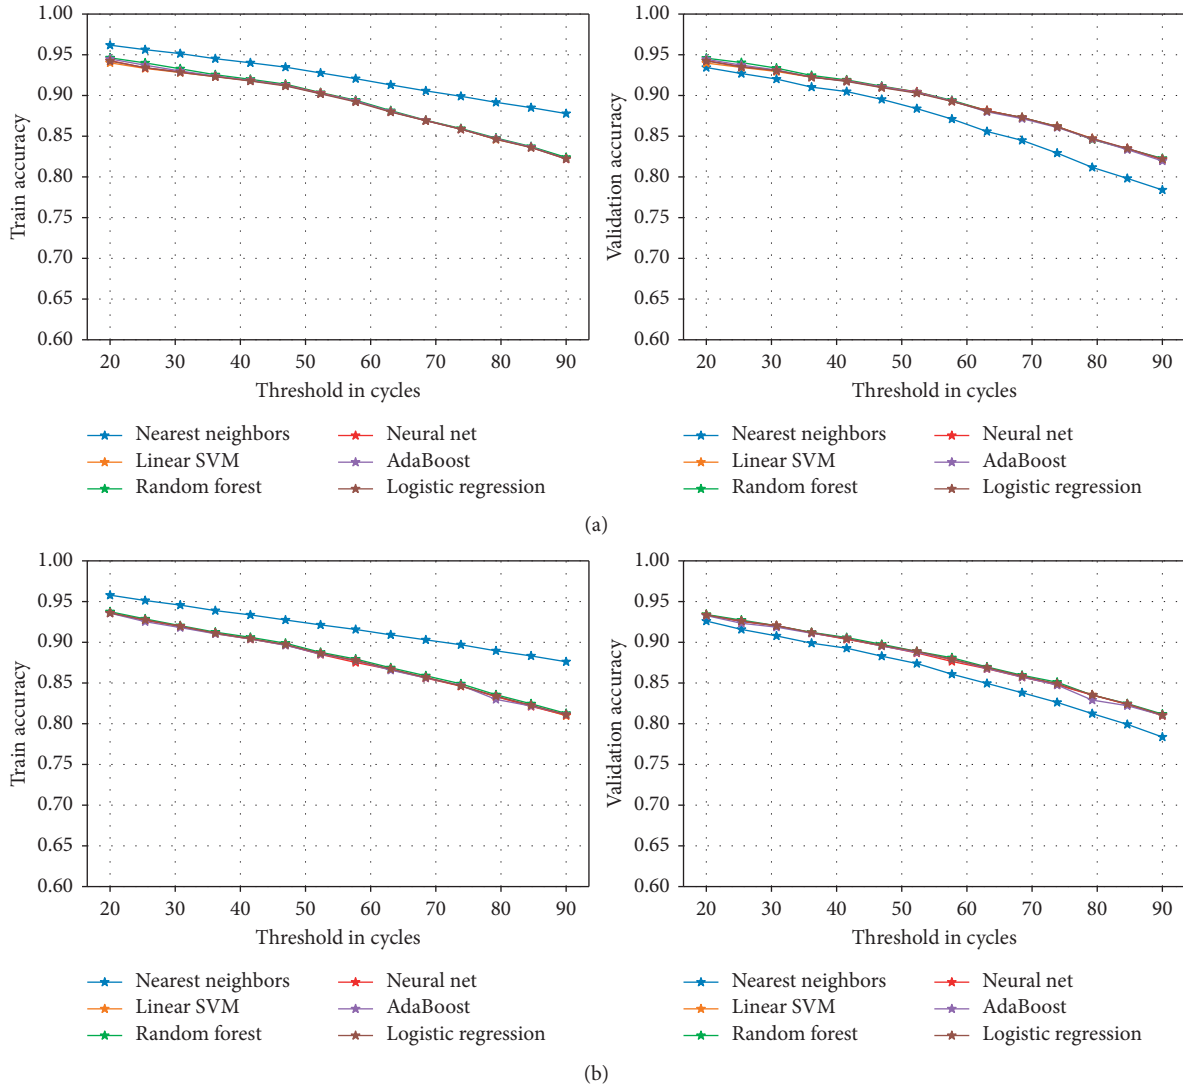 1.00
0.95
0.90
0.85
0.80
0.75
0.70
0.65
0.60
Train accuracy
20 30 40 50 60 70 80 90
Threshold in cycles
Nearest neighbors
Linear SVM
Random forest
Neural net
AdaBoost
Logistic regression
1.00
0.95
0.90
0.85
0.80
0.75
0.70
0.65
0.60
Validation accuracy
20 30 40 50 60 70 80 90
Threshold in cycles
Nearest neighbors
Linear SVM
Random forest
Neural net
AdaBoost
Logistic regression
(a)
1.00
0.95
0.90
0.85
0.80
0.75
0.70
0.65
0.60
Train accuracy
20 30 40 50 60 70 80 90
Threshold in cycles
Nearest neighbors
Linear SVM
Random forest
Neural net
AdaBoost
Logistic regression
1.00
0.95
0.90
0.85
0.80
0.75
0.70
0.65
0.60
Validation accuracy
20 30 40 50 60 70 80 90
Threshold in cycles
Nearest neighbors
Linear SVM
Random forest
Neural net
AdaBoost
Logistic regression
(b)